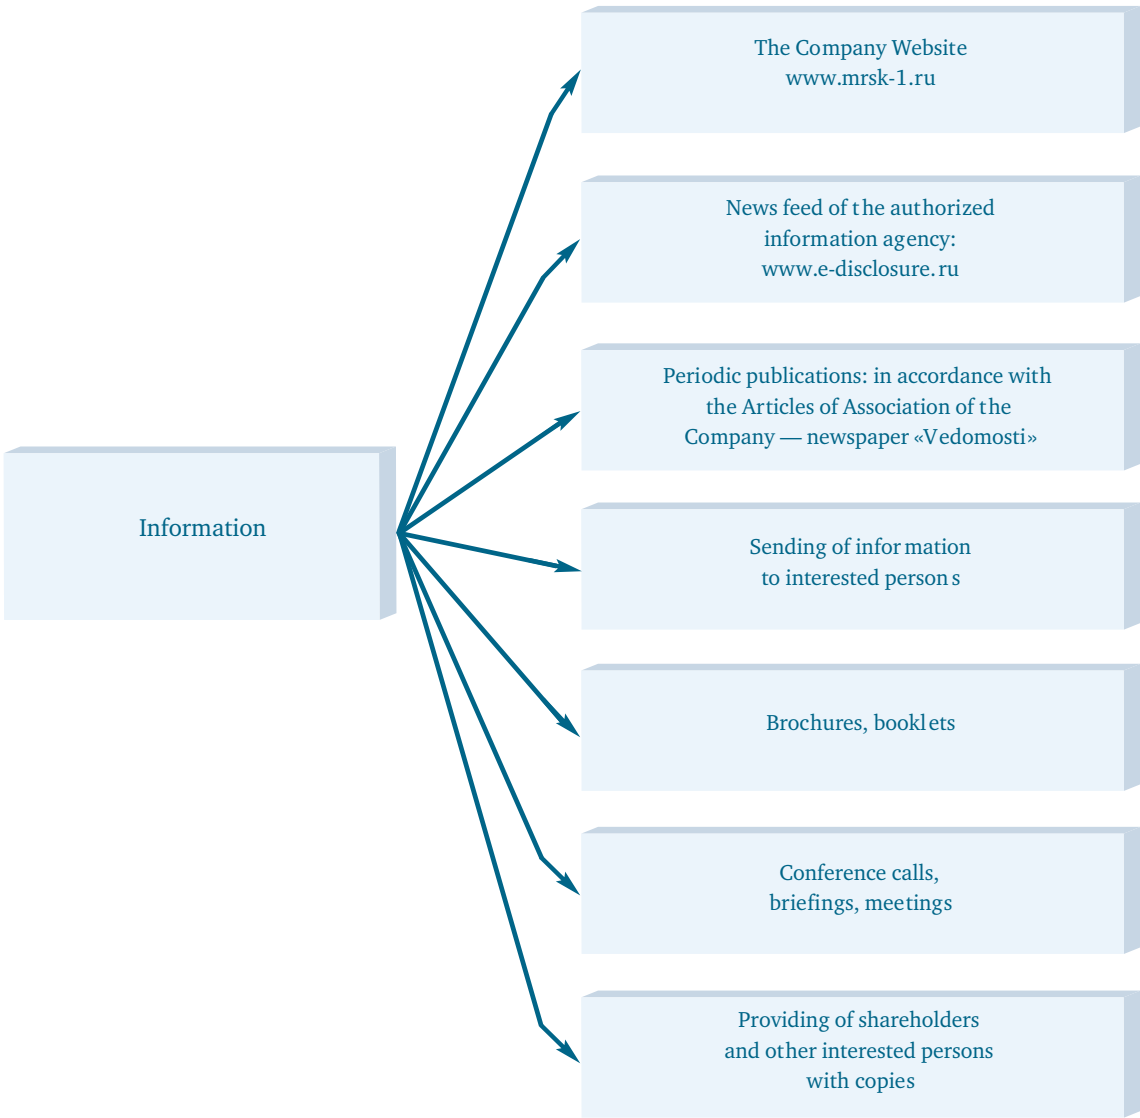 The Company Website
www.mrsk-1.ru
News feed of the authorized
information agency:
www.e-disclosure.ru
Periodic publications: in accordance with
the Articles of Association of the
Company — newspaper «Vedomosti»
Information
Sending of information
to interested persons
Brochures, booklets
Conference calls,
briefings, meetings
Providing of shareholders
and other interested persons
with copies